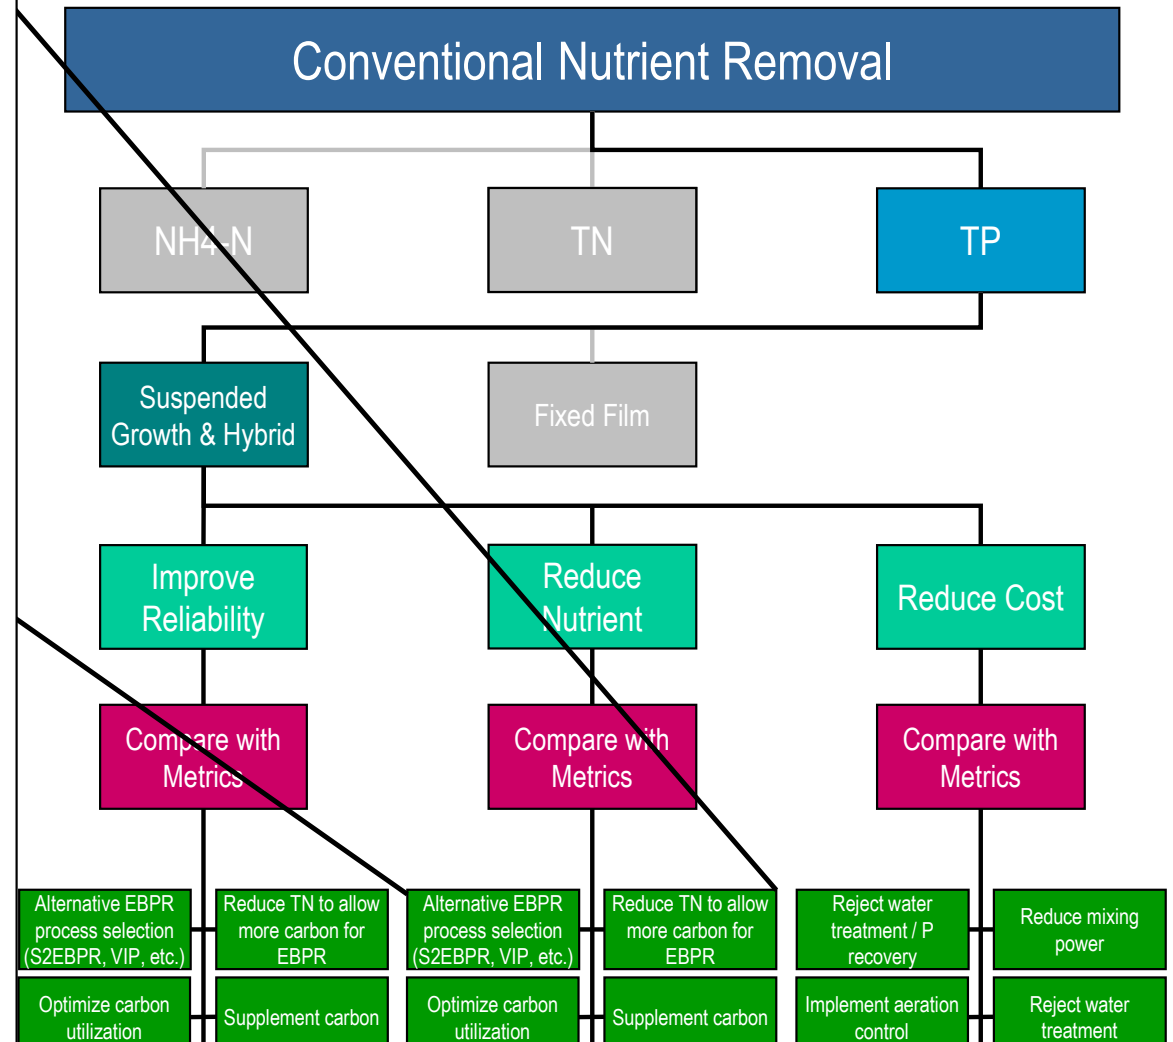 Conventional Nutrient Removal
NH4-N
TN
TP
Suspended
Growth & Hybrid
Fixed Film
Improve
Reliability
Reduce
Nutrient
Reduce Cost
Compare with
Metrics
Compare with
Metrics
Compare with
Metrics
Alternative EBPR
process selection
(S2EBPR, VIP, etc.)
Reduce TN to allow
more carbon for
EBPR
Alternative EBPR
process selection
(S2EBPR, VIP, etc.)
Reduce TN to allow
more carbon for
EBPR
Reject water
treatment / P
recovery
Reduce mixing
power
Optimize carbon
utilization
Supplement carbon
Optimize carbon
utilization
Supplement carbon
Implement aeration
control
Reject water
treatment